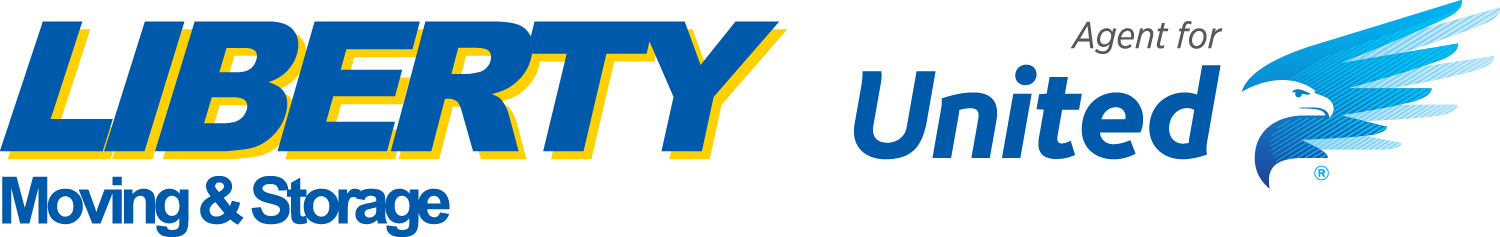 LIBERTY
Moving & Storage
Agent for
United
®